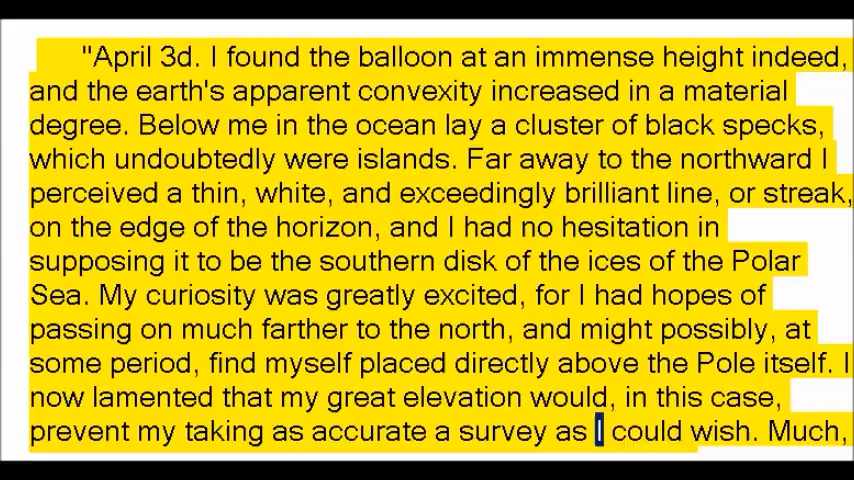 "April 3d. I found the balloon at an immense height indeed,
and the earth's apparent convexity increased in a material
degree. Below me in the ocean lay a cluster of black specks,
which undoubtedly were islands. Far away to the northward I
perceived a thin, white, and exceedingly brilliant line, or streak,
on the edge of the horizon, and I had no hesitation in
supposing it to be the southern disk of the ices of the Polar
Sea. My curiosity was greatly excited, for I had hopes of
passing on much farther to the north, and might possibly, at
some period, find myself placed directly above the Pole itself. I
now lamented that my great elevation would, in this case,
prevent my taking as accurate a survey as I could wish. Much,